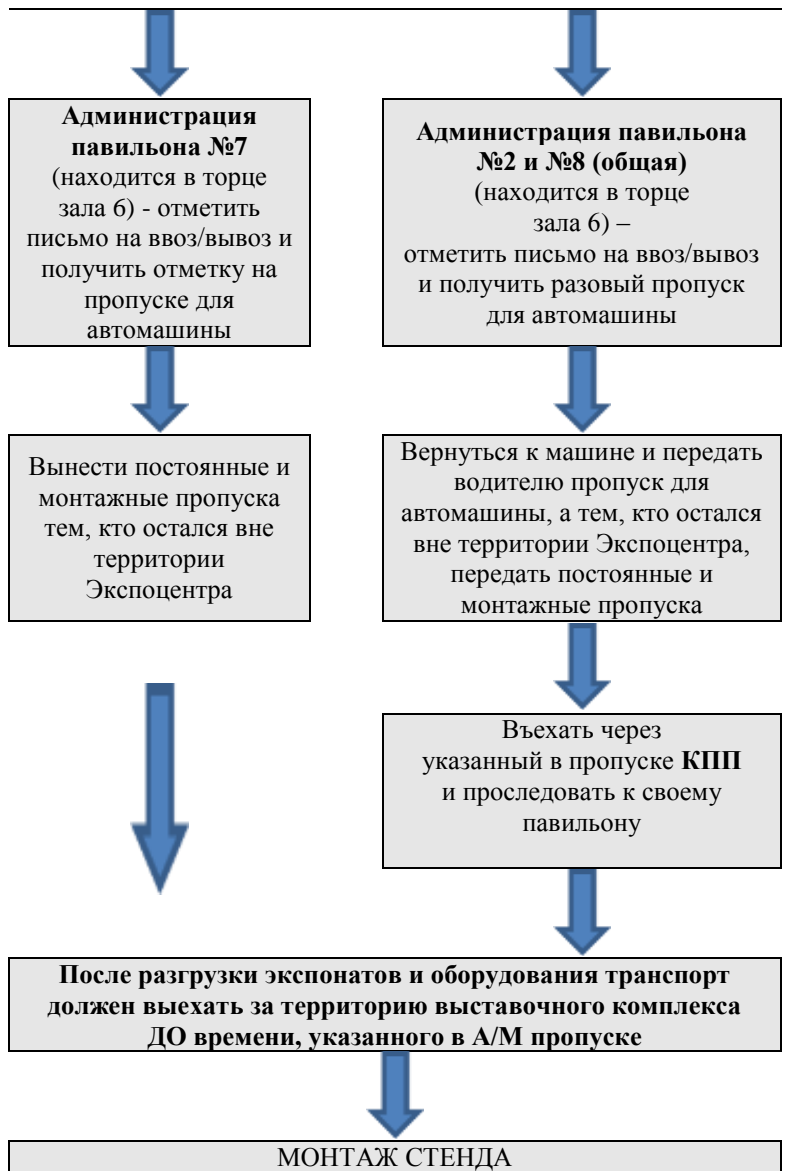 Администрация
павильона №7
(находится в торце
зала 6) - отметить
письмо на ввоз/вывоз и
получить отметку на
пропуске для
автомашины
Администрация павильона
№2 и №8 (общая)
(находится в торце
зала 6) –
отметить письмо на ввоз/вывоз
и получить разовый пропуск
для автомашины
Вынести постоянные и
монтажные пропуска
тем, кто остался вне
территории
Экспоцентра
Вернуться к машине и передать
водителю пропуск для
автомашины, а тем, кто остался
вне территории Экспоцентра,
передать постоянные и
монтажные пропуска
Въехать через
указанный в пропуске КПП
и проследовать к своему
павильону
После разгрузки экспонатов и оборудования транспорт
должен выехать за территорию выставочного комплекса
ДО времени, указанного в А/М пропуске
МОНТАЖ СТЕНДА